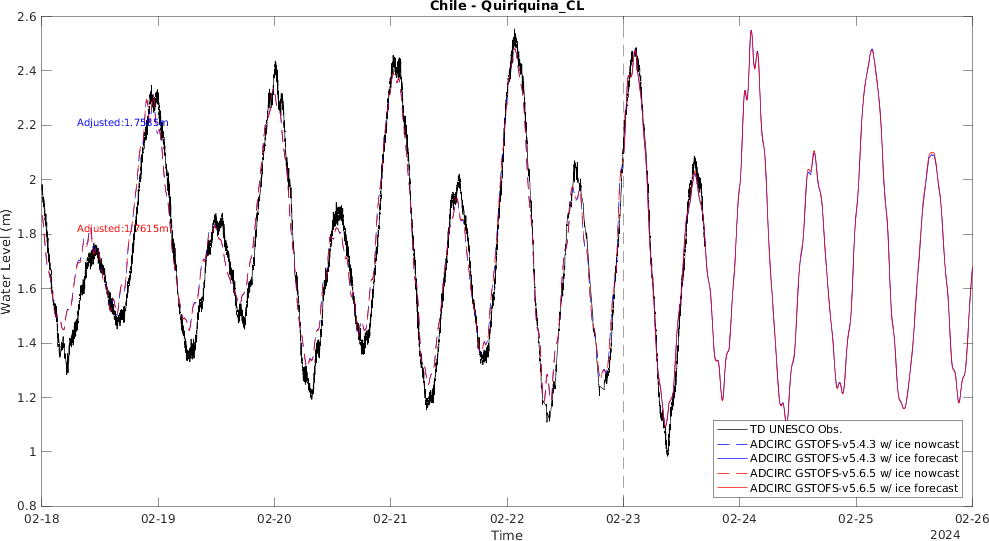 Chile - Quiriquina_CL
2.6
2.4
2.2
2
1.8
1.6
1.4
1.2
1
0.8
Water Level (m)
Adjusted:1.7585m
Adjusted:1.7615m
TD UNESCO Obs.
ADCIRC GSTOFS-v5.4.3 w/ ice nowcast
ADCIRC GSTOFS-v5.4.3 w/ ice forecast
ADCIRC GSTOFS-v5.6.5 w/ ice nowcast
ADCIRC GSTOFS-v5.6.5 w/ ice forecast
02-18 02-19 02-20 02-21 02-22 02-23 02-24 02-25 02-26
Time
2024